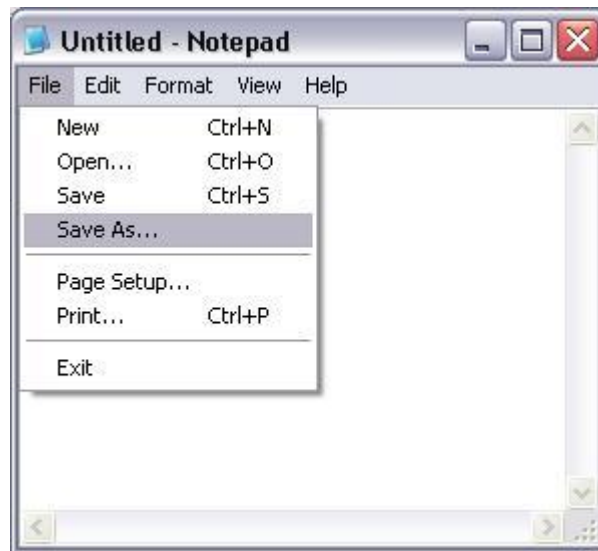 Untitled - Notepad
File Edit Format View Help
New Ctrl+N
Open... Ctrl+O
Save Ctrl+S
Save As...
Page Setup...
Print... Ctrl+P
Exit